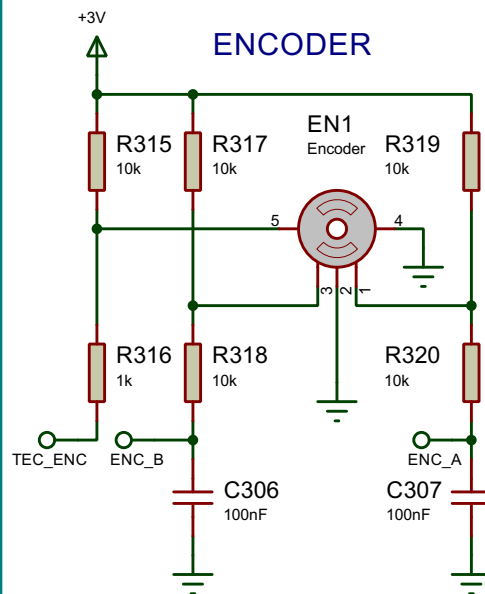 +3V
ENCODER
EN1
Encoder
R315
10k
R317
10k
R319
10k
5
4
3
2
1
R316
1k
R318
10k
R320
10k
TEC_ENC
ENC_B
ENC_A
C306
100nF
C307
100nF